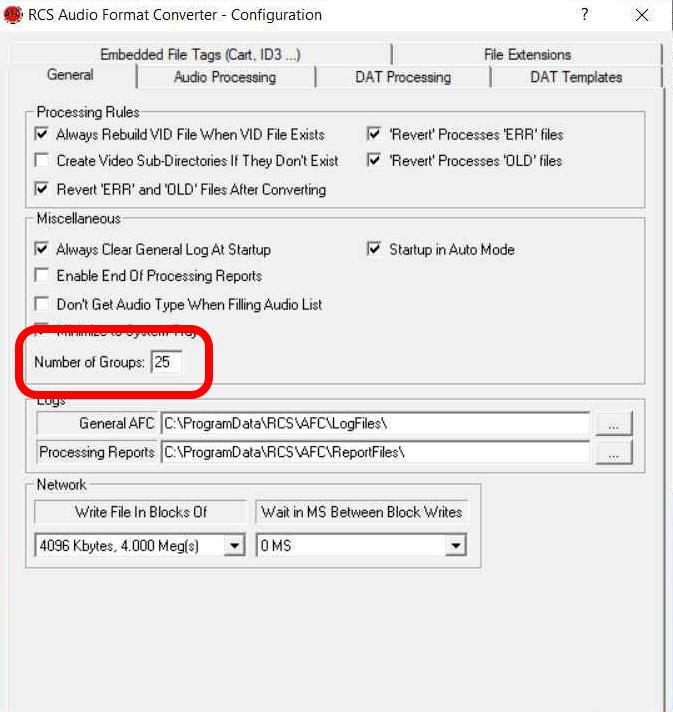 RCS Audio Format Converter - Configuration ?
Embedded File Tags (Cart, ID3 ...) File Extensions
General Audio Processing DAT Processing DAT Templates
Processing Rules
Always Rebuild VID File When VID File Exists 'Revert' Processes 'ERR' files
Create Video Sub-Directories If They Don't Exist 'Revert' Processes 'OLD' files
Revert 'ERR' and 'OLD' Files After Converting
Miscellaneous
Always Clear General Log At Startup Startup in Auto Mode
Enable End Of Processing Reports
Don't Get Audio Type When Filling Audio List
Minimize to System Tray
Number of Groups: 25
Logs
General AFC C:\ProgramData\RCS\AFC\LogFiles\ ...
Processing Reports C:\ProgramData\RCS\AFC\ReportFiles\ ...
Network
Write File In Blocks Of Wait in MS Between Block Writes
4096 Kbytes, 4.000 Meg(s) 0 MS